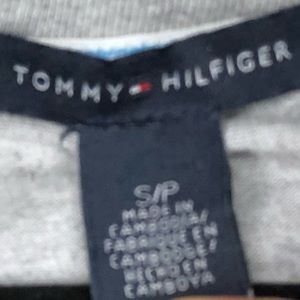 TOMMY HILFIGER
S/P
MADE IN
CAMBODIA/
FABRIQUE EN
CAMBODGE/
HECHO EN
CAMBOYA